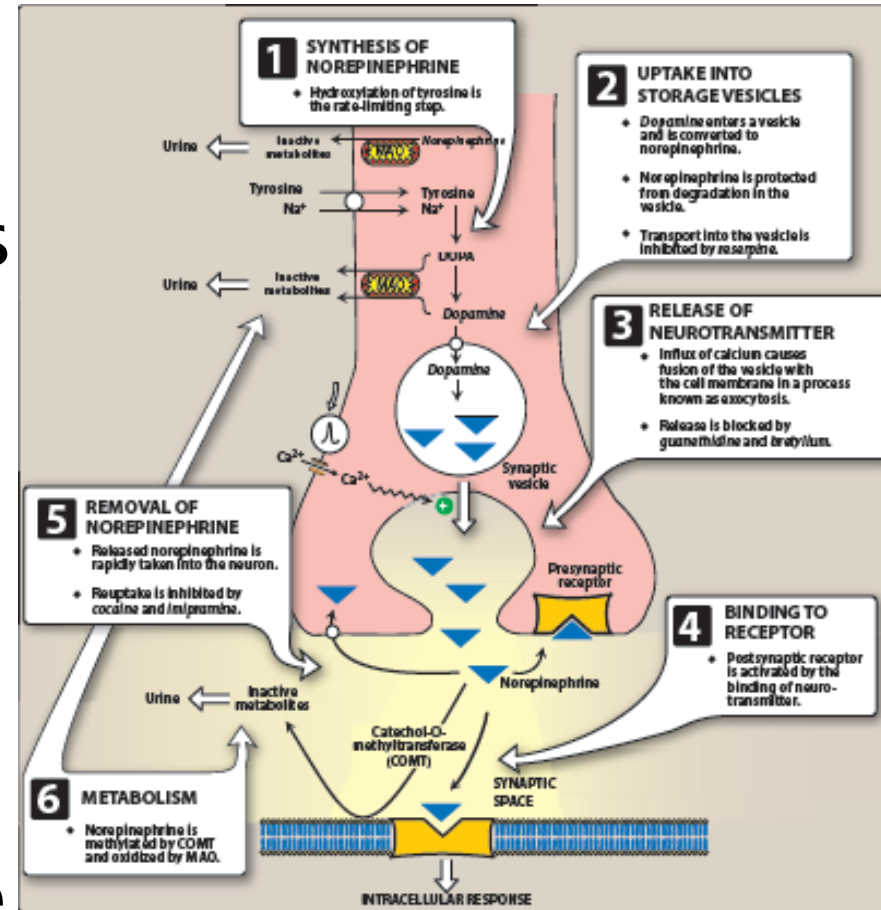 1 SYNTHESIS OF
NOREPINEPHRINE
• Hydroxylation of tyrosine is
the rate-limiting step.
2 UPTAKE INTO
STORAGE VESICLES
• Dopamine enters a vesicle
and is converted to
norepinephrine.
• Norepinephrine is protected
from degradation in the
vesicle.
• Transport into the vesicle is
inhibited by reserpine.
Urine
Inactive
metabolites
MAO
Norepinephrine
Tyrosine
Na+
Tyrosine
Na+
DOPA
Urine
Inactive
metabolites
MAO
Dopamine
Dopamine
3 RELEASE OF
NEUROTRANSMITTER
• Influx of calcium causes
fusion of the vesicle with
the cell membrane in a process
known as exocytosis.
• Release is blocked by
guanethidine and bretylium.
Ca2+
Ca2+
+
Synaptic
vesicle
s
5 REMOVAL OF
NOREPINEPHRINE
• Released norepinephrine is
rapidly taken into the neuron.
• Reuptake is inhibited by
cocaine and imipramine.
Presynaptic
receptor
4 BINDING TO
RECEPTOR
• Postsynaptic receptor
is activated by the
binding of neuro-
transmitter.
Norepinephrine
Urine
Inactive
metabolites
Catechol-O-
methyltransferase
(COMT)
SYNAPTIC
SPACE
6 METABOLISM
• Norepinephrine is
methylated by COMT
and oxidized by MAO.
INTRACELLULAR RESPONSE